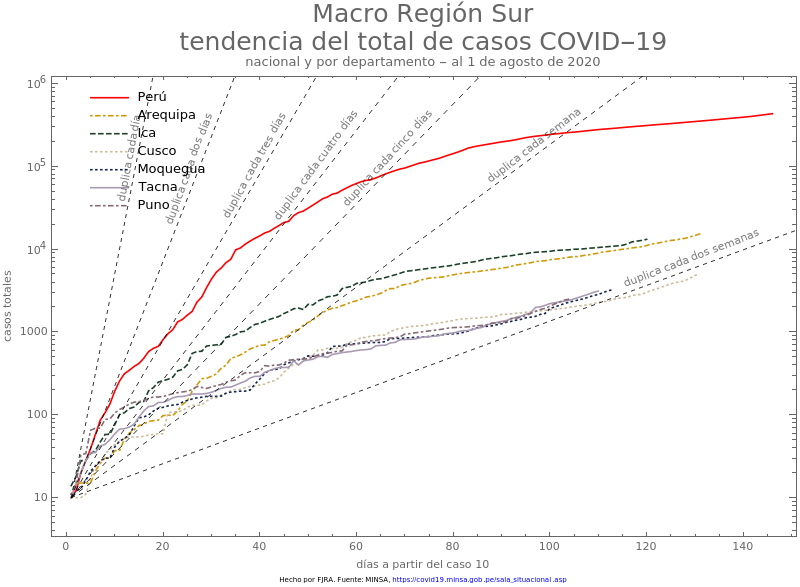 Macro Región Sur
tendencia del total de casos COVID−19
nacional y por departamento − al 1 de agosto de 2020
casos totales
10^6
10^5
10^4
1000
100
10
Perú
Arequipa
Ica
Cusco
Moquegua
Tacna
Puno
duplica cada día
duplica cada dos días
duplica cada tres días
duplica cada cuatro días
duplica cada cinco días
duplica cada semana
duplica cada dos semanas
0 20 40 60 80 100 120 140
días a partir del caso 10
Hecho por FJRA. Fuente: MINSA, https://covid19.minsa.gob.pe/sala_situacional.asp